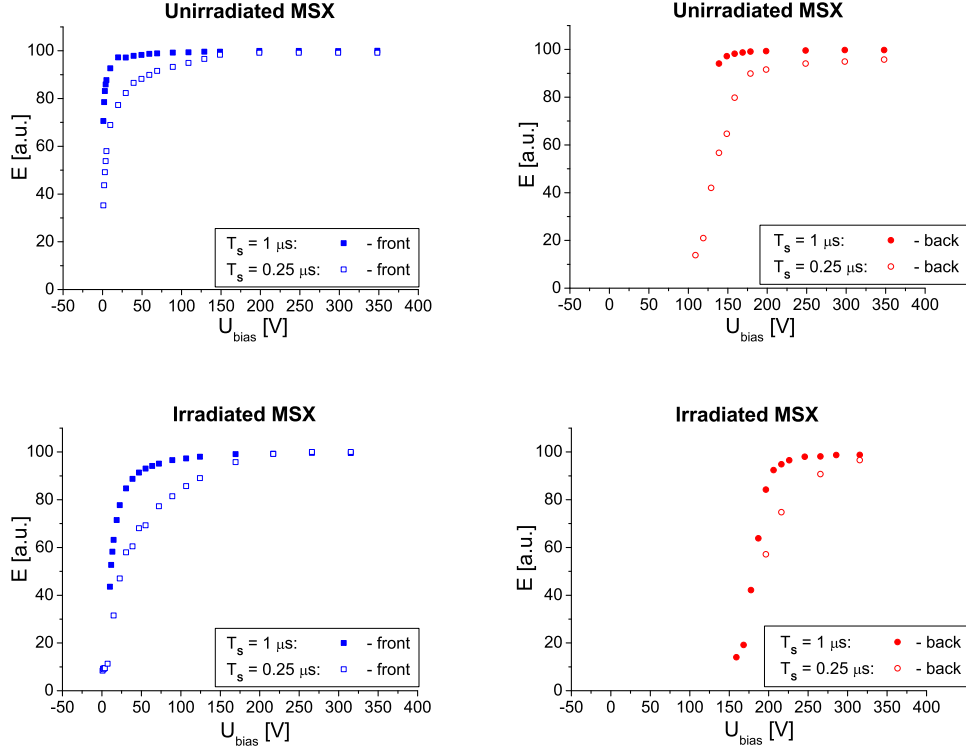 Unirradiated MSX
E [a.u.]
100
80
60
40
20
0
-50 0 50 100 150 200 250 300 350 400
U_bias [V]
T_s = 1 μs: - front
T_s = 0.25 μs: - front
Unirradiated MSX
E [a.u.]
100
80
60
40
20
0
-50 0 50 100 150 200 250 300 350 400
U_bias [V]
T_s = 1 μs: - back
T_s = 0.25 μs: - back
Irradiated MSX
E [a.u.]
100
80
60
40
20
0
-50 0 50 100 150 200 250 300 350 400
U_bias [V]
T_s = 1 μs: - front
T_s = 0.25 μs: - front
Irradiated MSX
E [a.u.]
100
80
60
40
20
0
-50 0 50 100 150 200 250 300 350 400
U_bias [V]
T_s = 1 μs: - back
T_s = 0.25 μs: - back